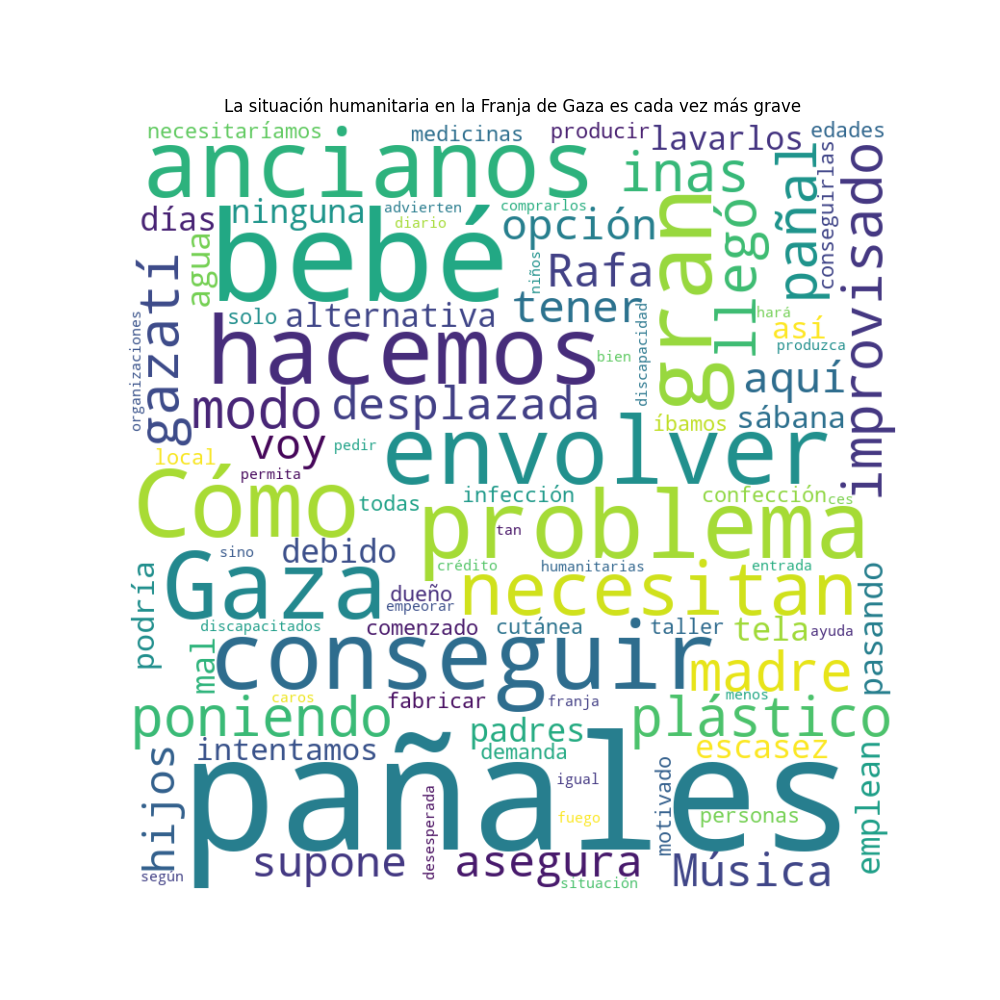 La situación humanitaria en la Franja de Gaza es cada vez más grave
necesitaríamos
medicinas
producir
lavarlos
edades
ancianos
inas
pañal
conseguirlas
improvisado
días
ninguna
advierten
diario
comprarlos
opción
gran
llegó
agua
bebé
niños
Rafa
gazatí
tener
solo
alternativa
hará
así
produzca
organizaciones
hacemos
bien
discapacidad
aquí
modo
desplazada
íbamos
sábana
voy
pedir
envolver
local
permita
Cómo
todas
infección
confección
ces
problema
tan
sino
debido
crédito
humanitarias
entrada
podría
Gaza
dueño
empeorar
necesitan
pasando
discapacitados
comenzado
cutánea
taller
tela
ayuda
mal
conseguir
madre
caros
fabricar
franja
menos
poniendo
padres
plástico
hijos
intentamos
demanda
escasez
emplean
pañales
igual
motivado
desesperada
fuego
personas
según
supone
asegura
situación
Música